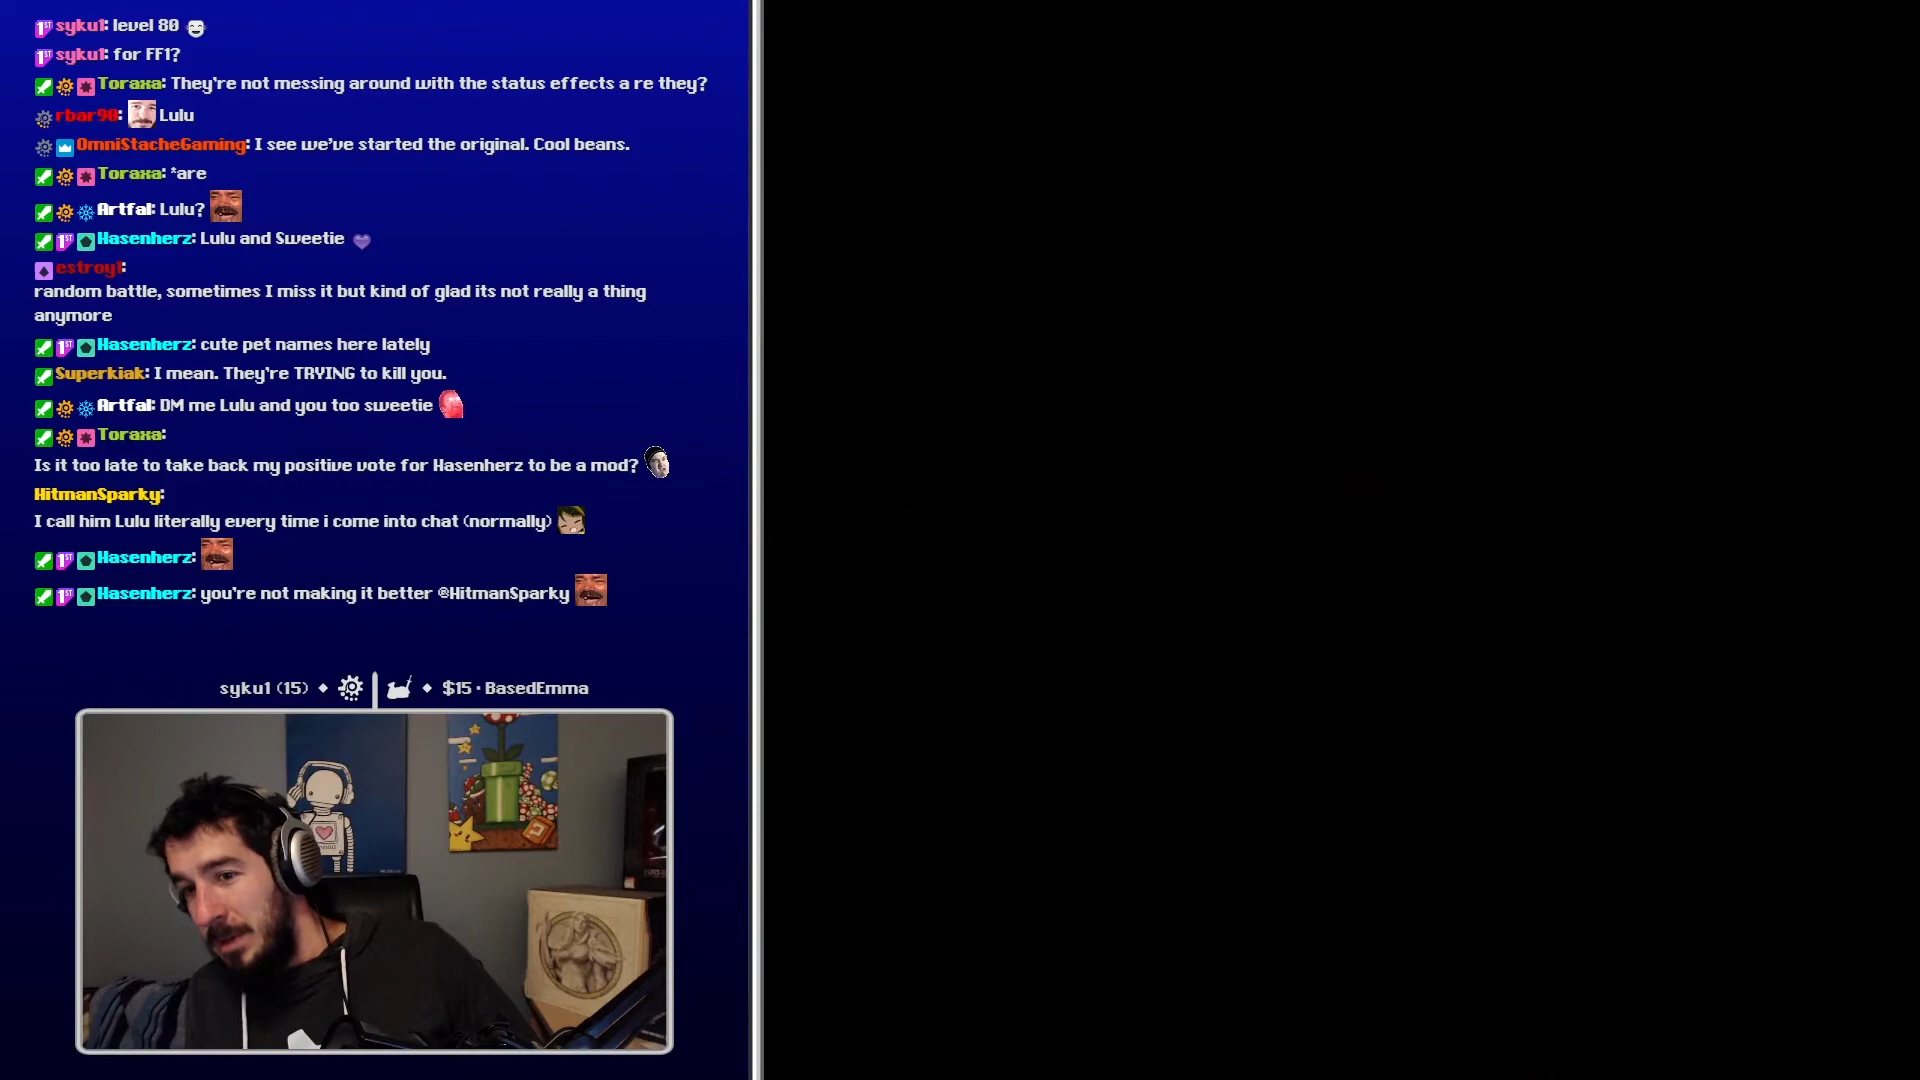 syku1: level 80
syku1: for FF1?
Toraxa: They're not messing around with the status effects a re they?
rbar90: Lulu
OmniStacheGaming: I see we've started the original. Cool beans.
Toraxa: *are
Artfal: Lulu?
Hasenherz: Lulu and Sweetie
estroy1:
random battle, sometimes I miss it but kind of glad its not really a thing
anymore
Hasenherz: cute pet names here lately
Superkiak: I mean. They're TRYING to kill you.
Artfal: DM me Lulu and you too sweetie
Toraxa:
Is it too late to take back my positive vote for Hasenherz to be a mod?
HitmanSparky:
I call him Lulu literally every time i come into chat (normally)
Hasenherz:
Hasenherz: you're not making it better @HitmanSparky
syku1 (15) ◆ ◆ $15 · BasedEmma